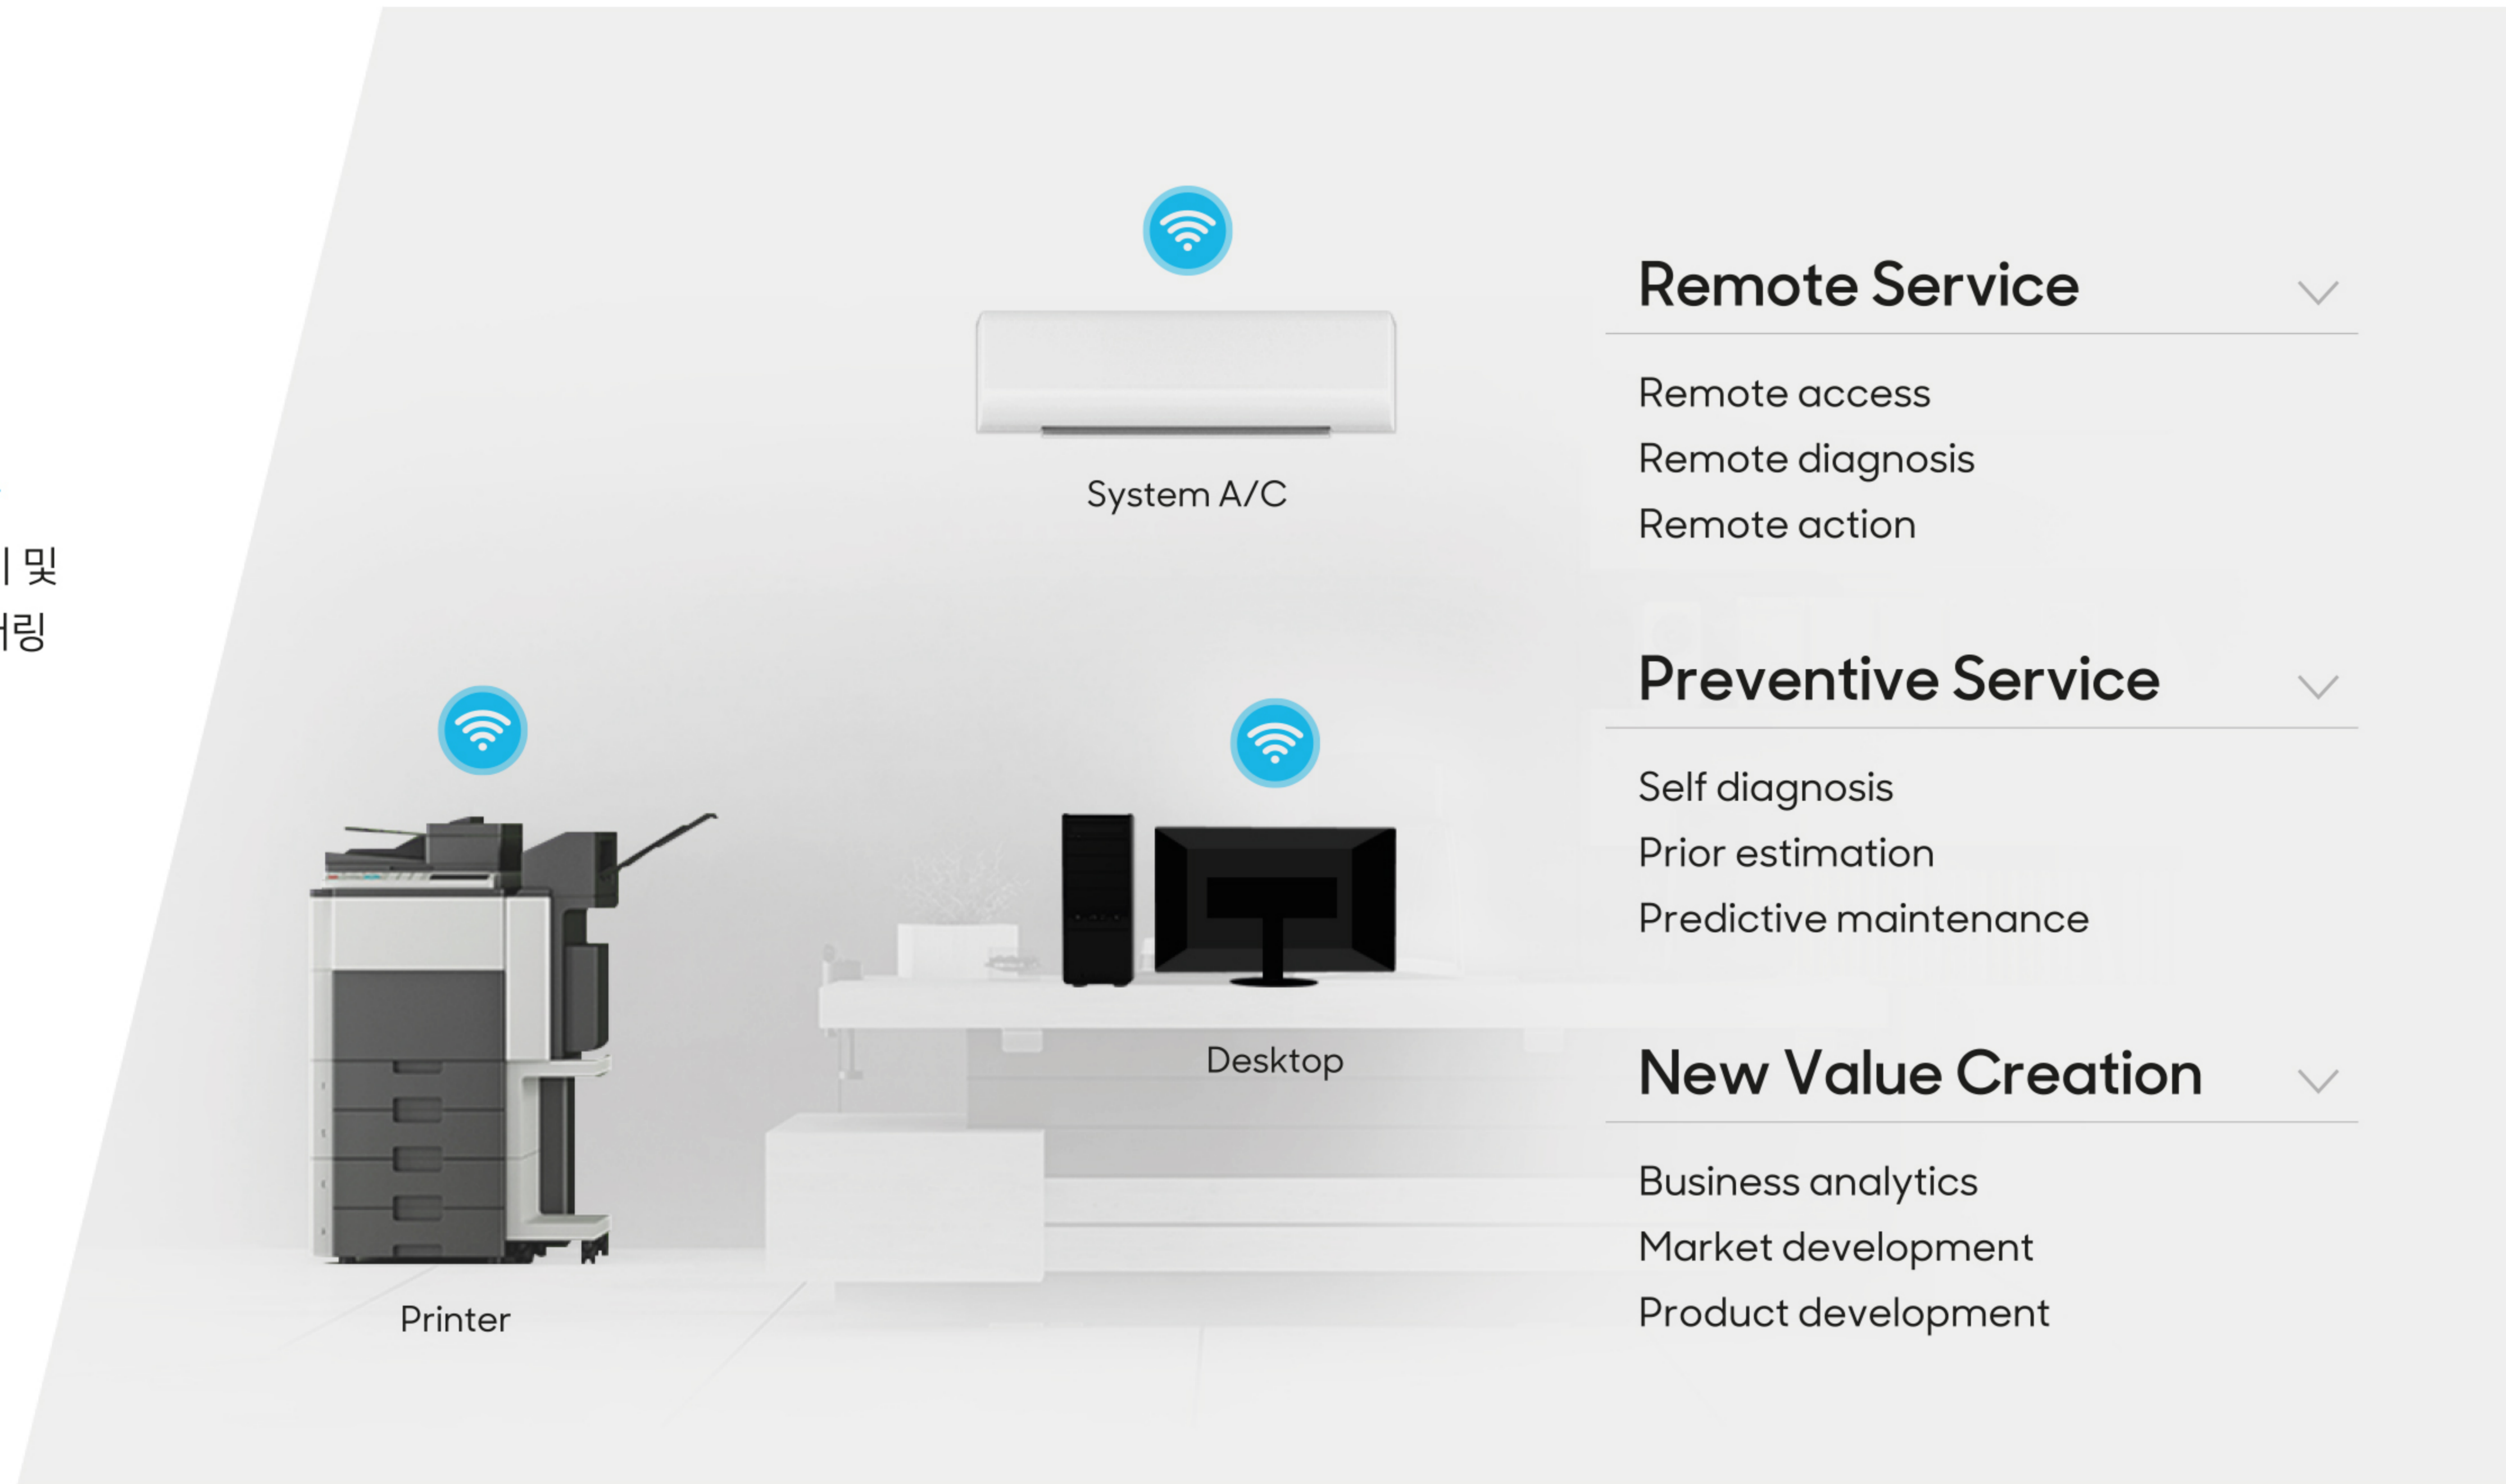 및
System A/C
Printer
Desktop
Remote Service
Remote access
Remote diagnosis
Remote action
Preventive Service
Self diagnosis
Prior estimation
Predictive maintenance
New Value Creation
Business analytics
Market development
Product development